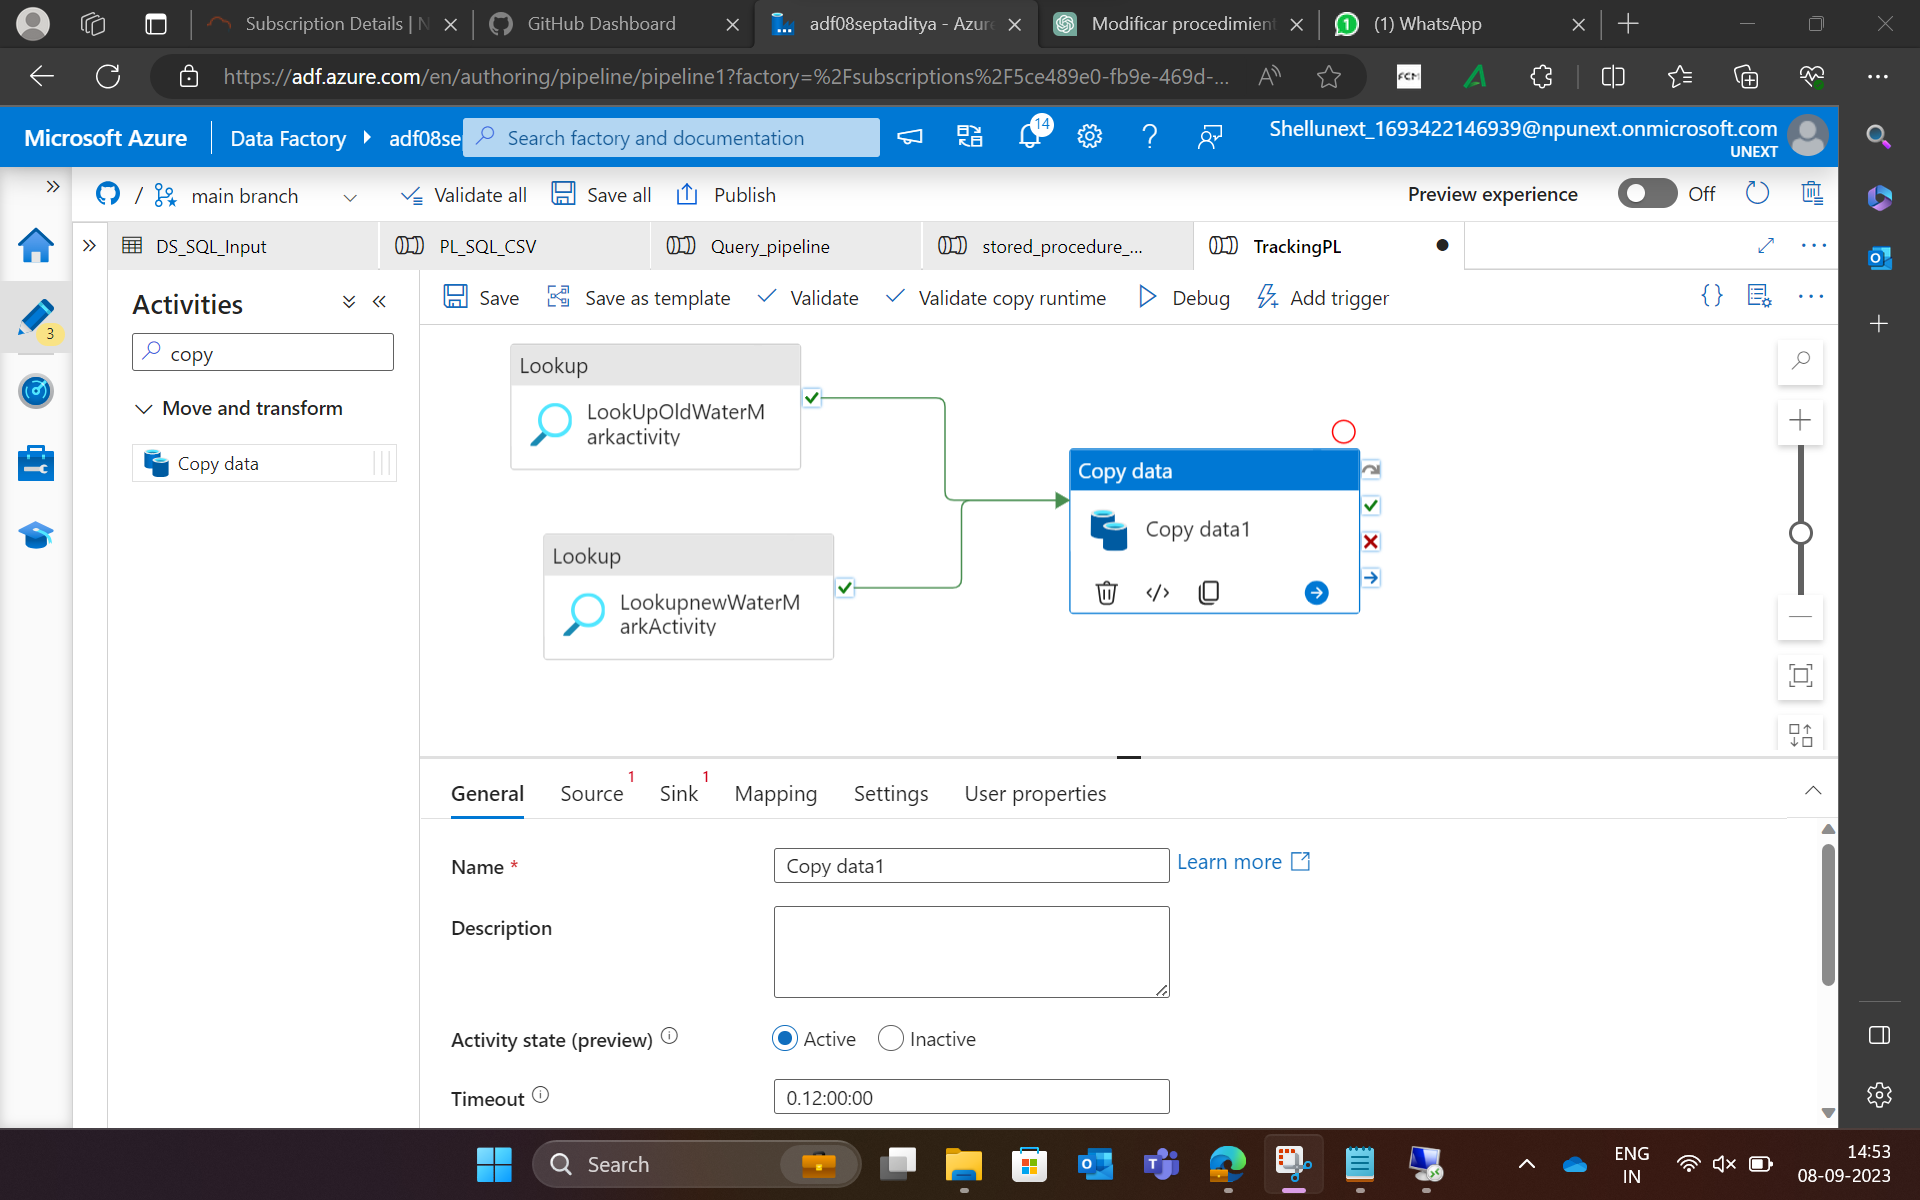 Subscription Details | N
GitHub Dashboard
adf08septaditya - Azure
Modificar procedimient
(1) WhatsApp
https://adf.azure.com/en/authoring/pipeline/pipeline1?factory=%2Fsubscriptions%2F5ce489e0-fb9e-469d-...
FCM
Microsoft Azure
Data Factory
adf08se
Search factory and documentation
14
Shellunext_1693422146939@npunext.onmicrosoft.com
UNEXT
/
main branch
Validate all
Save all
Publish
Preview experience
Off
DS_SQL_Input
PL_SQL_CSV
Query_pipeline
stored_procedure_...
TrackingPL
3
Activities
copy
Move and transform
Copy data
Save
Save as template
Validate
Validate copy runtime
Debug
Add trigger
Lookup
LookUpOldWaterM
arkactivity
Lookup
LookupnewWaterM
arkActivity
Copy data
Copy data1
General
Source 1
Sink 1
Mapping
Settings
User properties
Name *
Copy data1
Learn more
Description
Activity state (preview)
Active
Inactive
Timeout
0.12:00:00
Search
ENG
IN
14:53
08-09-2023